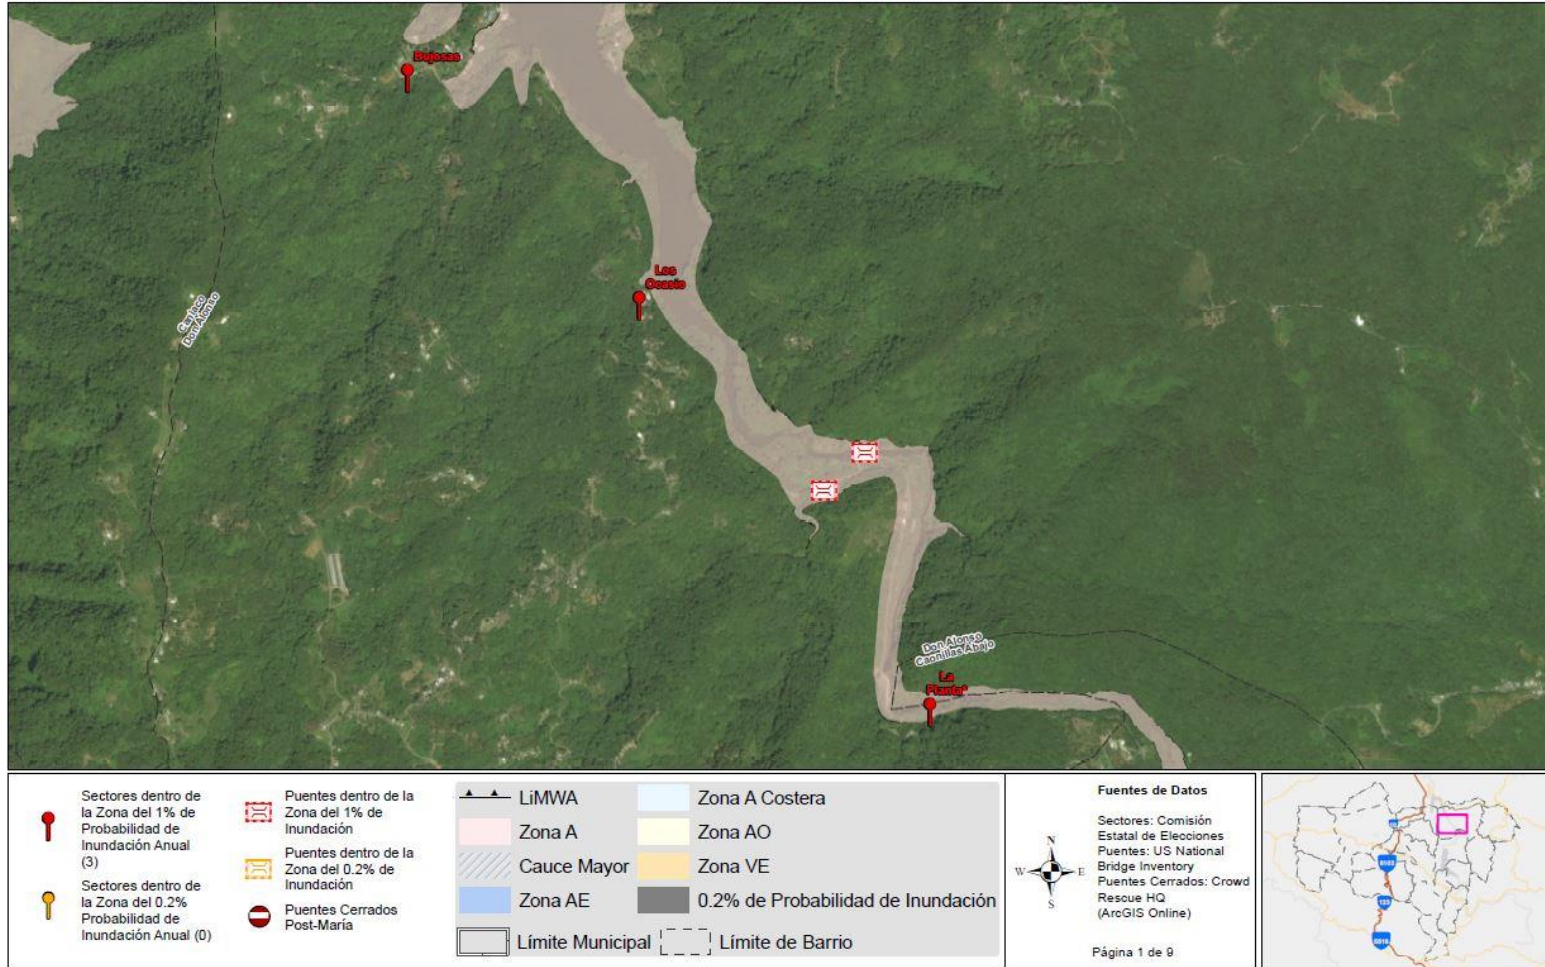 Bujosas
Los
Ocasio
Caníaco
Don Alonso
Don Alonso
Caonillas Abajo
La
Planta*
Sectores dentro de
la Zona del 1% de
Probabilidad de
Inundación Anual
(3)
Sectores dentro de
la Zona del 0.2%
Probabilidad de
Inundación Anual (0)
Puentes dentro de la
Zona del 1% de
Inundación
Puentes dentro de la
Zona del 0.2% de
Inundación
Puentes Cerrados
Post-María
LiMWA
Zona A
Cauce Mayor
Zona AE
Límite Municipal
Zona A Costera
Zona AO
Zona VE
0.2% de Probabilidad de Inundación
Límite de Barrio
N
W
E
S
Fuentes de Datos
Sectores: Comisión
Estatal de Elecciones
Puentes: US National
Bridge Inventory
Puentes Cerrados: Crowd
Rescue HQ
(ArcGIS Online)
Página 1 de 9
123